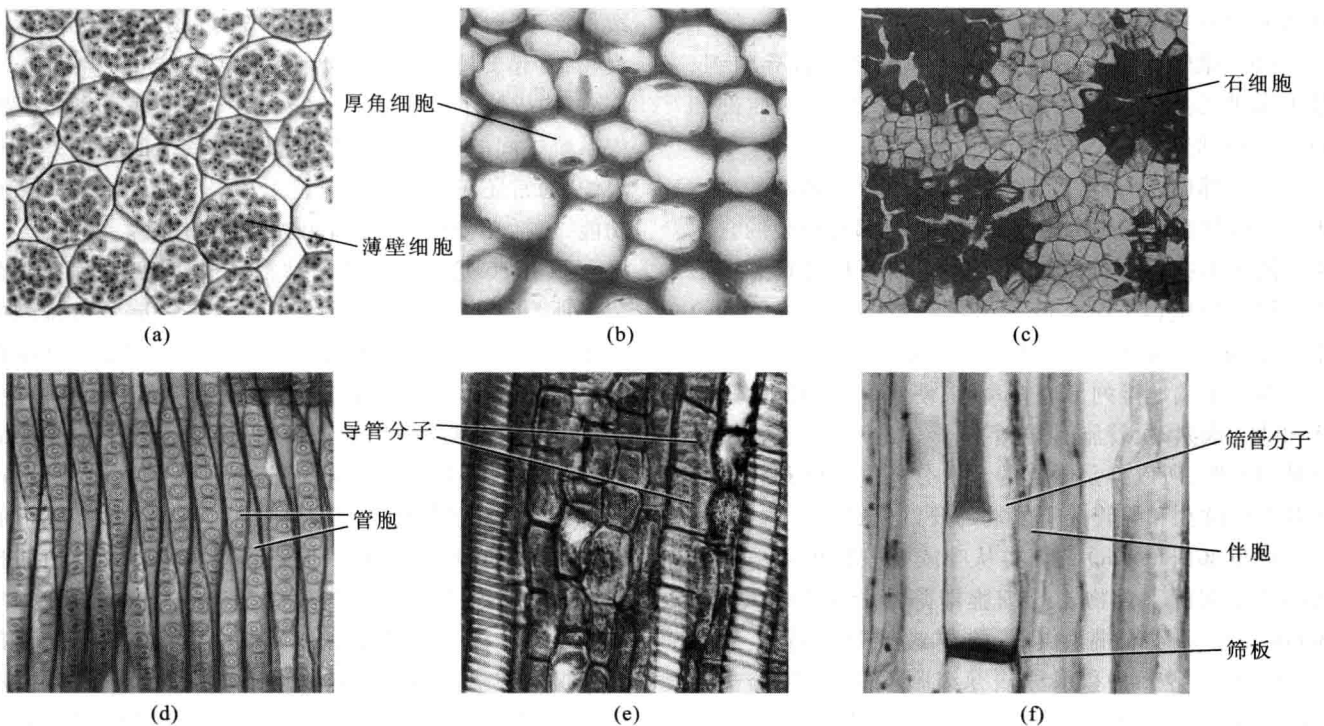 厚角细胞
石细胞
薄壁细胞
(a)
(b)
(c)
导管分子
筛管分子
管胞
伴胞
筛板
(d)
(e)
(f)